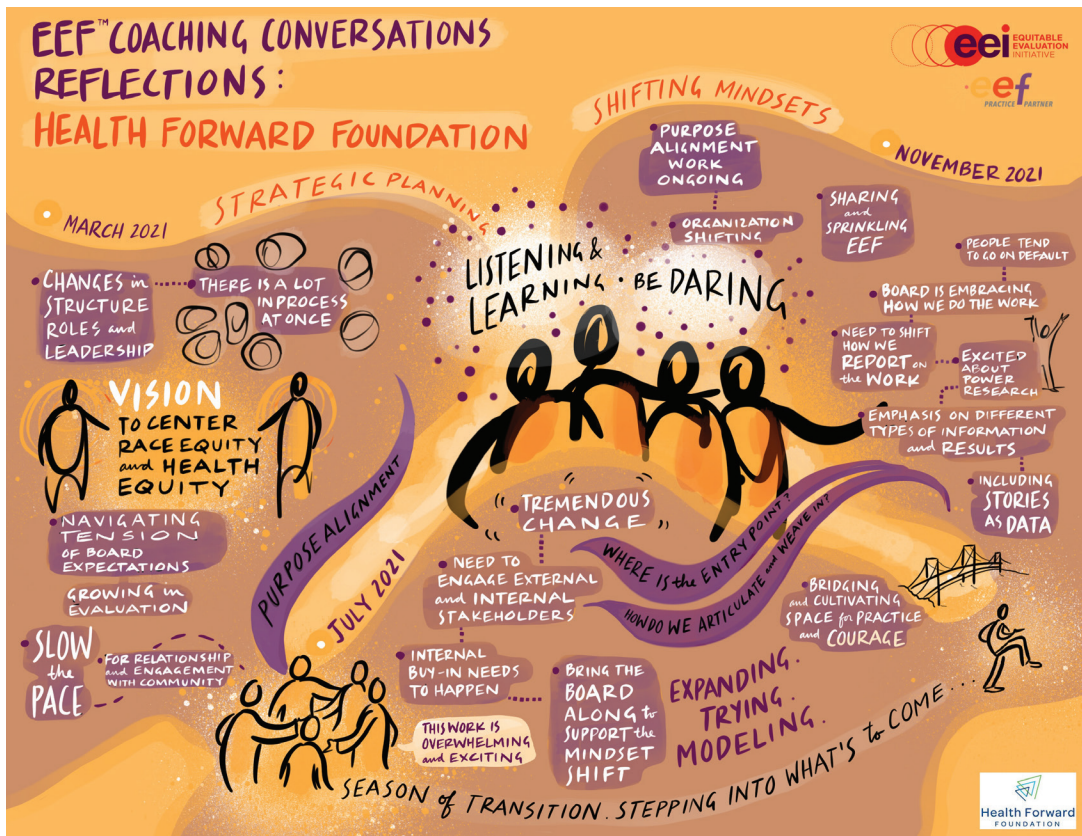 EEF™ COACHING CONVERSATIONS
REFLECTIONS:
HEALTH FORWARD FOUNDATION
eei EQUITABLE
EVALUATION
INITIATIVE
eef
PRACTICE PARTNER
STRATEGIC PLANNING
MARCH 2021
CHANGES in
STRUCTURE
ROLES and
LEADERSHIP
THERE IS A LOT
IN PROCESS
AT ONCE
VISION
TO CENTER
RACE EQUITY
and HEALTH
EQUITY
NAVIGATING
TENSION
OF BOARD
EXPECTATIONS
GROWING in
EVALUATION
SLOW
the
PACE
FOR RELATIONSHIP
and ENGAGEMENT
WITH COMMUNITY
LISTENING &
LEARNING · BE DARING
PURPOSE ALIGNMENT
JULY 2021
TREMENDOUS
CHANGE
NEED TO
ENGAGE EXTERNAL
and INTERNAL
STAKEHOLDERS
INTERNAL
BUY-IN NEEDS
TO HAPPEN
BRING THE
BOARD
ALONG to
SUPPORT the
MINDSET
SHIFT
THIS WORK IS
OVERWHELMING
and EXCITING
SHIFTING MINDSETS
NOVEMBER 2021
PURPOSE
ALIGNMENT
WORK
ONGOING
ORGANIZATION
SHIFTING
SHARING
and
SPRINKLING
EEF
PEOPLE TEND
TO GO ON DEFAULT
BOARD IS EMBRACING
HOW WE DO THE WORK
NEED TO SHIFT
HOW WE
REPORT on
the WORK
EXCITED
ABOUT
POWER
RESEARCH
EMPHASIS ON DIFFERENT
TYPES OF INFORMATION
and RESULTS
INCLUDING
STORIES
AS DATA
WHERE IS the ENTRY POINT?
HOW DO WE ARTICULATE and WEAVE IN?
BRIDGING
and CULTIVATING
SPACE for PRACTICE
and COURAGE
EXPANDING.
TRYING.
MODELING.
SEASON of TRANSITION. STEPPING INTO WHAT'S to COME...
Health Forward
FOUNDATION